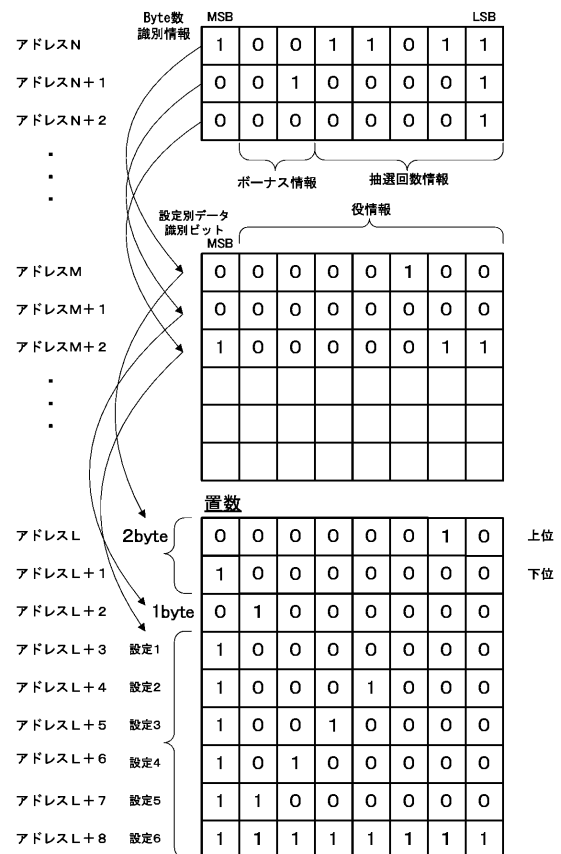 Byte数
識別情報
MSB
LSB
アドレスN 1 0 0 1 1 0 1 1
アドレスN+1 0 0 1 0 0 0 0 1
アドレスN+2 0 0 0 0 0 0 0 1
ボーナス情報 抽選回数情報
役情報
設定別データ
識別ビット
MSB
アドレスM 0 0 0 0 0 1 0 0
アドレスM+1 0 0 0 0 0 0 0 0
アドレスM+2 1 0 0 0 0 0 1 1
置数
アドレスL 2byte 0 0 0 0 0 0 1 0 上位
アドレスL+1 1 0 0 0 0 0 0 0 下位
アドレスL+2 1byte 0 1 0 0 0 0 0 0
アドレスL+3 設定1 1 0 0 0 0 0 0 0
アドレスL+4 設定2 1 0 0 0 1 0 0 0
アドレスL+5 設定3 1 0 0 1 0 0 0 0
アドレスL+6 設定4 1 0 1 0 0 0 0 0
アドレスL+7 設定5 1 1 0 0 0 0 0 0
アドレスL+8 設定6 1 1 1 1 1 1 1 1